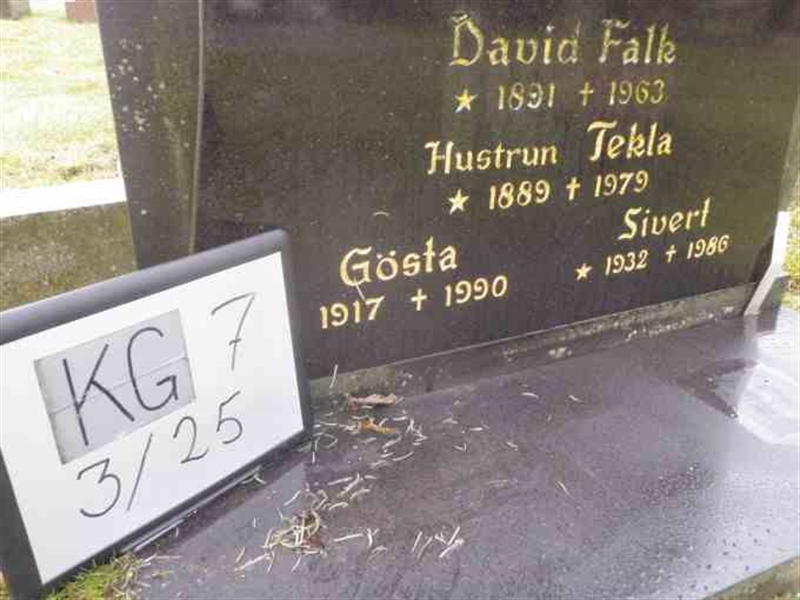 David Falk
★ 1891 ✝ 1963
Hustrun Tekla
★ 1889 ✝ 1979
Gösta
1917 ✝ 1990
Sivert
★ 1932 ✝ 1986
KG 7
3/25